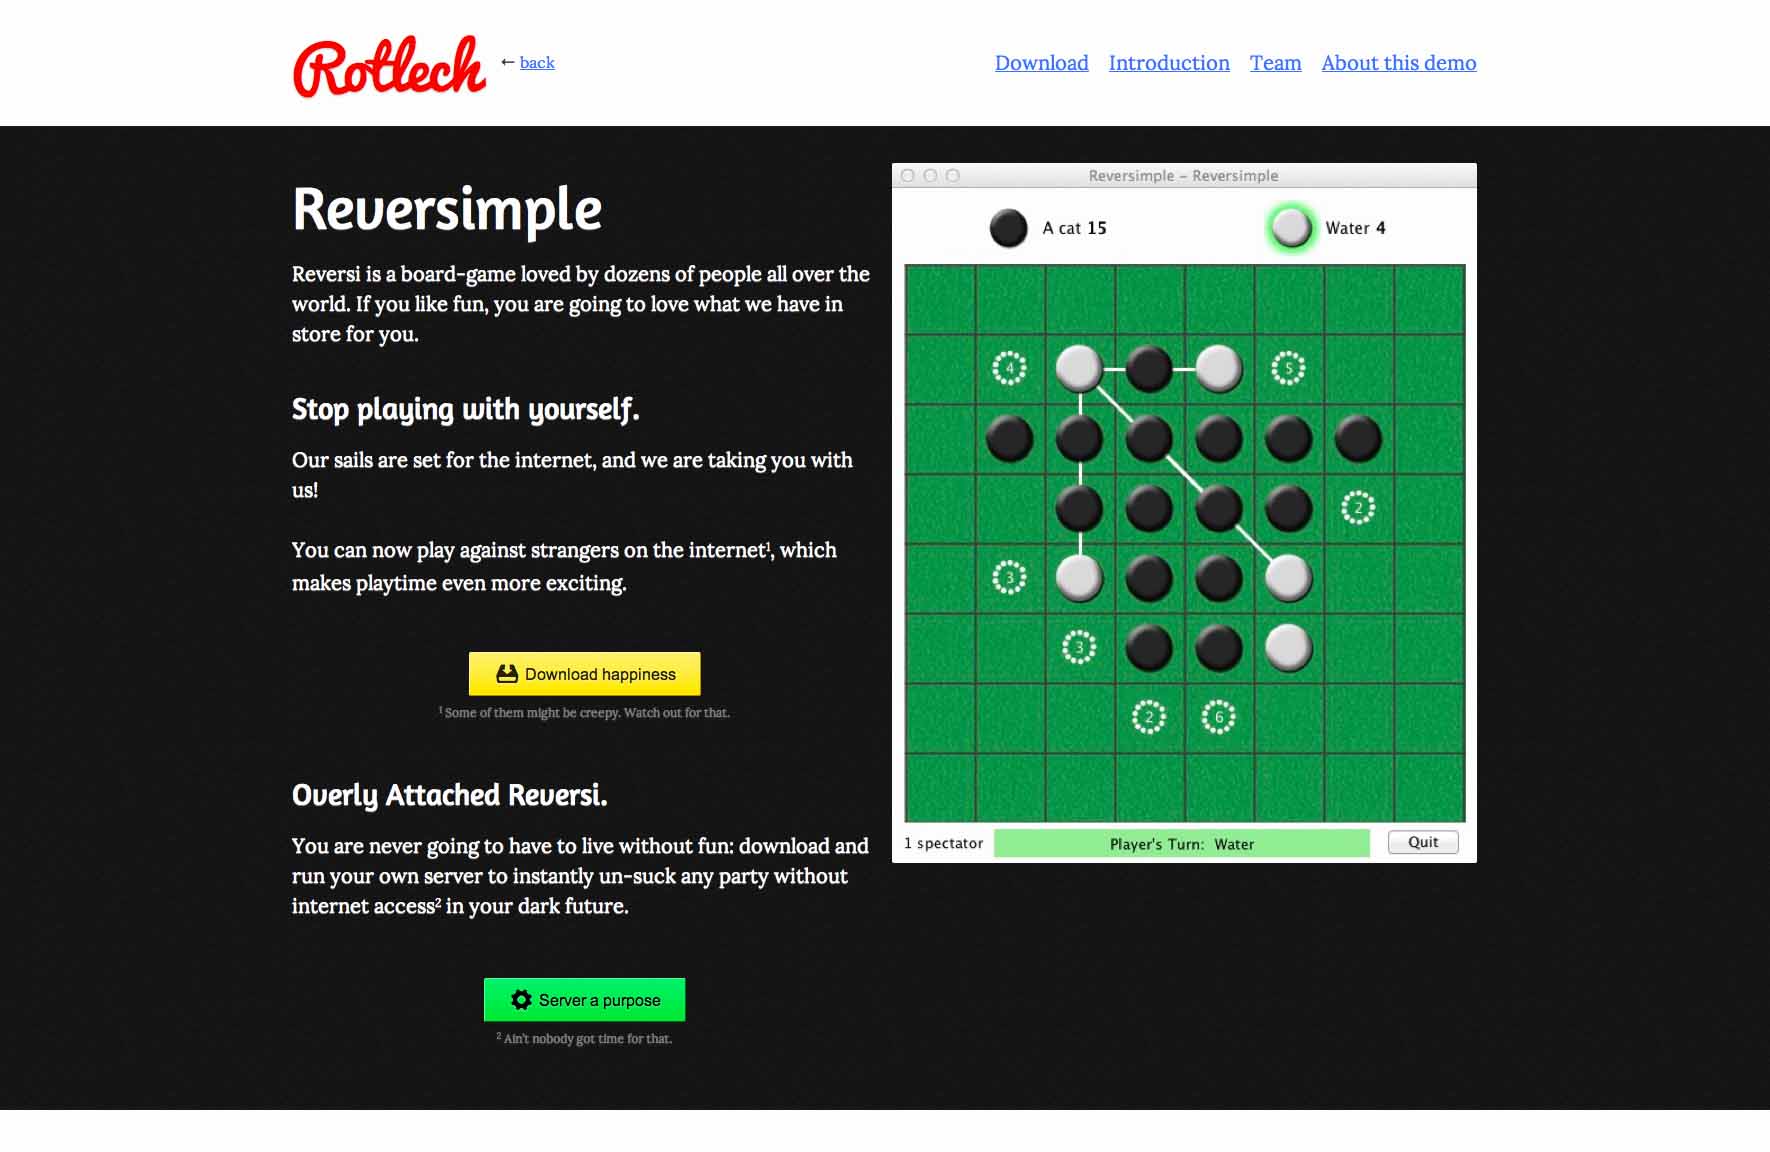 Rotlech
← back
Download Introduction Team About this demo
Reversimple
Reversi is a board-game loved by dozens of people all over the
world. If you like fun, you are going to love what we have in
store for you.
Stop playing with yourself.
Our sails are set for the internet, and we are taking you with
us!
You can now play against strangers on the internet¹, which
makes playtime even more exciting.
Download happiness
¹ Some of them might be creepy. Watch out for that.
Overly Attached Reversi.
You are never going to have to live without fun: download and
run your own server to instantly un-suck any party without
internet access² in your dark future.
Server a purpose
² Ain't nobody got time for that.
Reversimple – Reversimple
A cat 15
Water 4
4 5
2
3
3
2 6
1 spectator
Player's Turn: Water
Quit